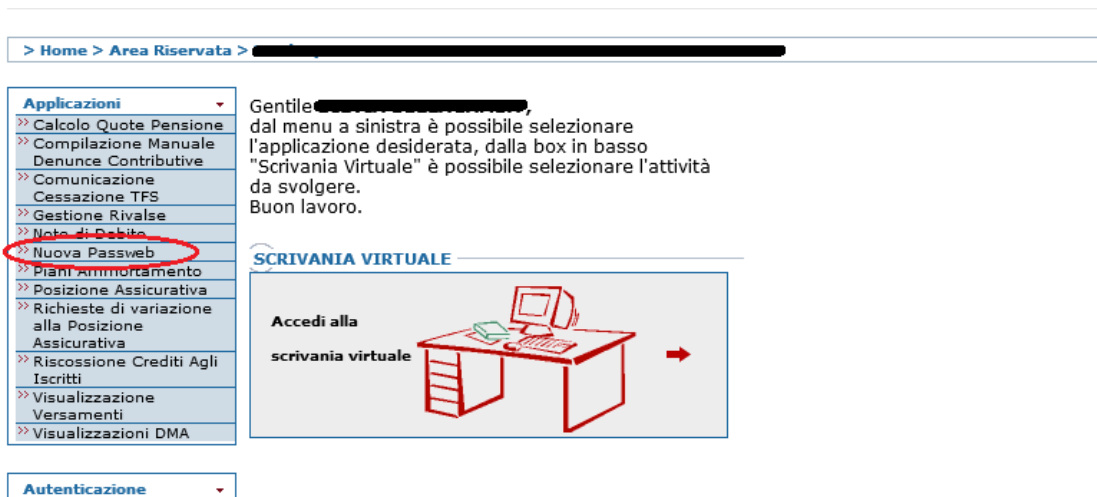 > Home > Area Riservata >
Applicazioni
» Calcolo Quote Pensione
» Compilazione Manuale
Denunce Contributive
» Comunicazione
Cessazione TFS
» Gestione Rivalse
» Note di Debito
» Nuova Passweb
» Piani Ammortamento
» Posizione Assicurativa
» Richieste di variazione
alla Posizione
Assicurativa
» Riscossione Crediti Agli
Iscritti
» Visualizzazione
Versamenti
» Visualizzazioni DMA
Autenticazione
Gentile ,
dal menu a sinistra è possibile selezionare
l'applicazione desiderata, dalla box in basso
"Scrivania Virtuale" è possibile selezionare l'attività
da svolgere.
Buon lavoro.
SCRIVANIA VIRTUALE
Accedi alla
scrivania virtuale